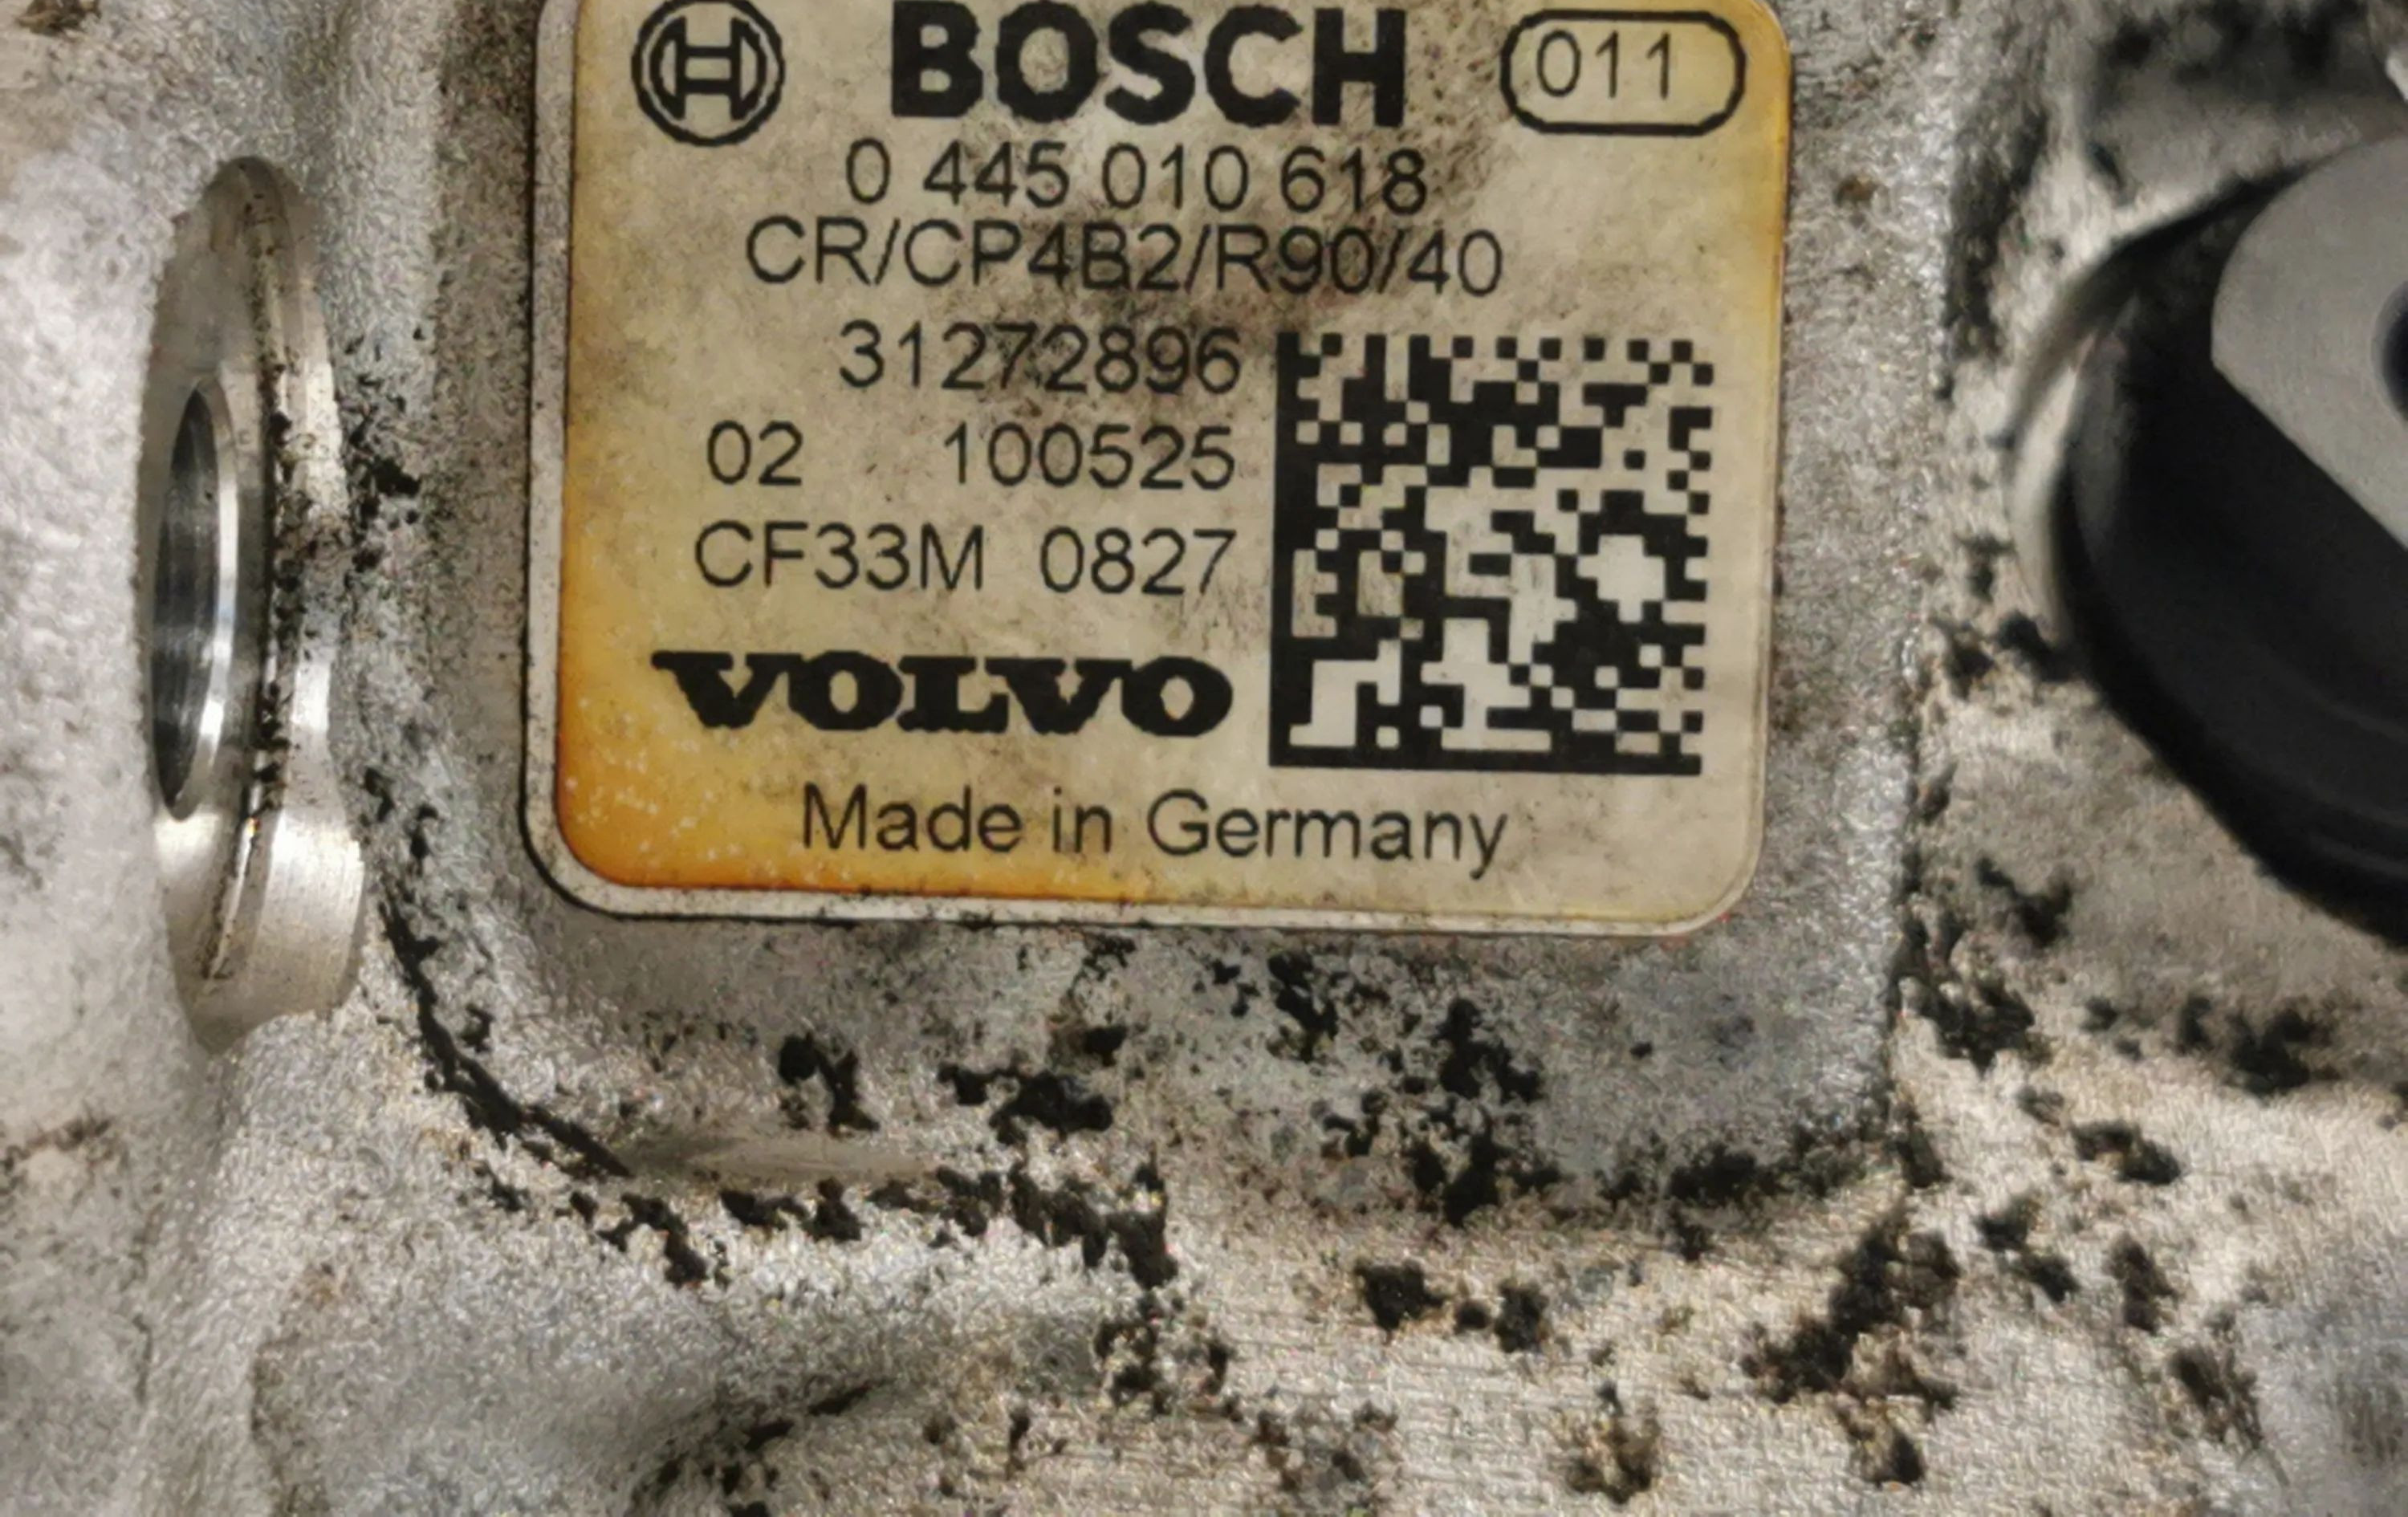 BOSCH 011
0 445 010 618
CR/CP4B2/R90/40
31272896
02 100525
CF33M 0827
VOLVO
Made in Germany